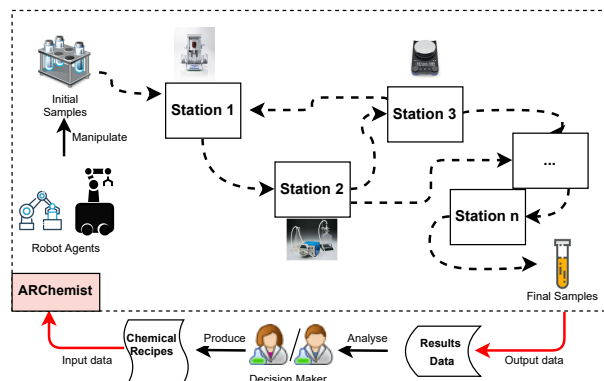 Initial
Samples
Manipulate
Robot Agents
Station 1
Station 2
Station 3
...
Station n
Final Samples
ARChemist
Input data
Chemical
Recipes
Produce
Decision Maker
Analyse
Results
Data
Output data